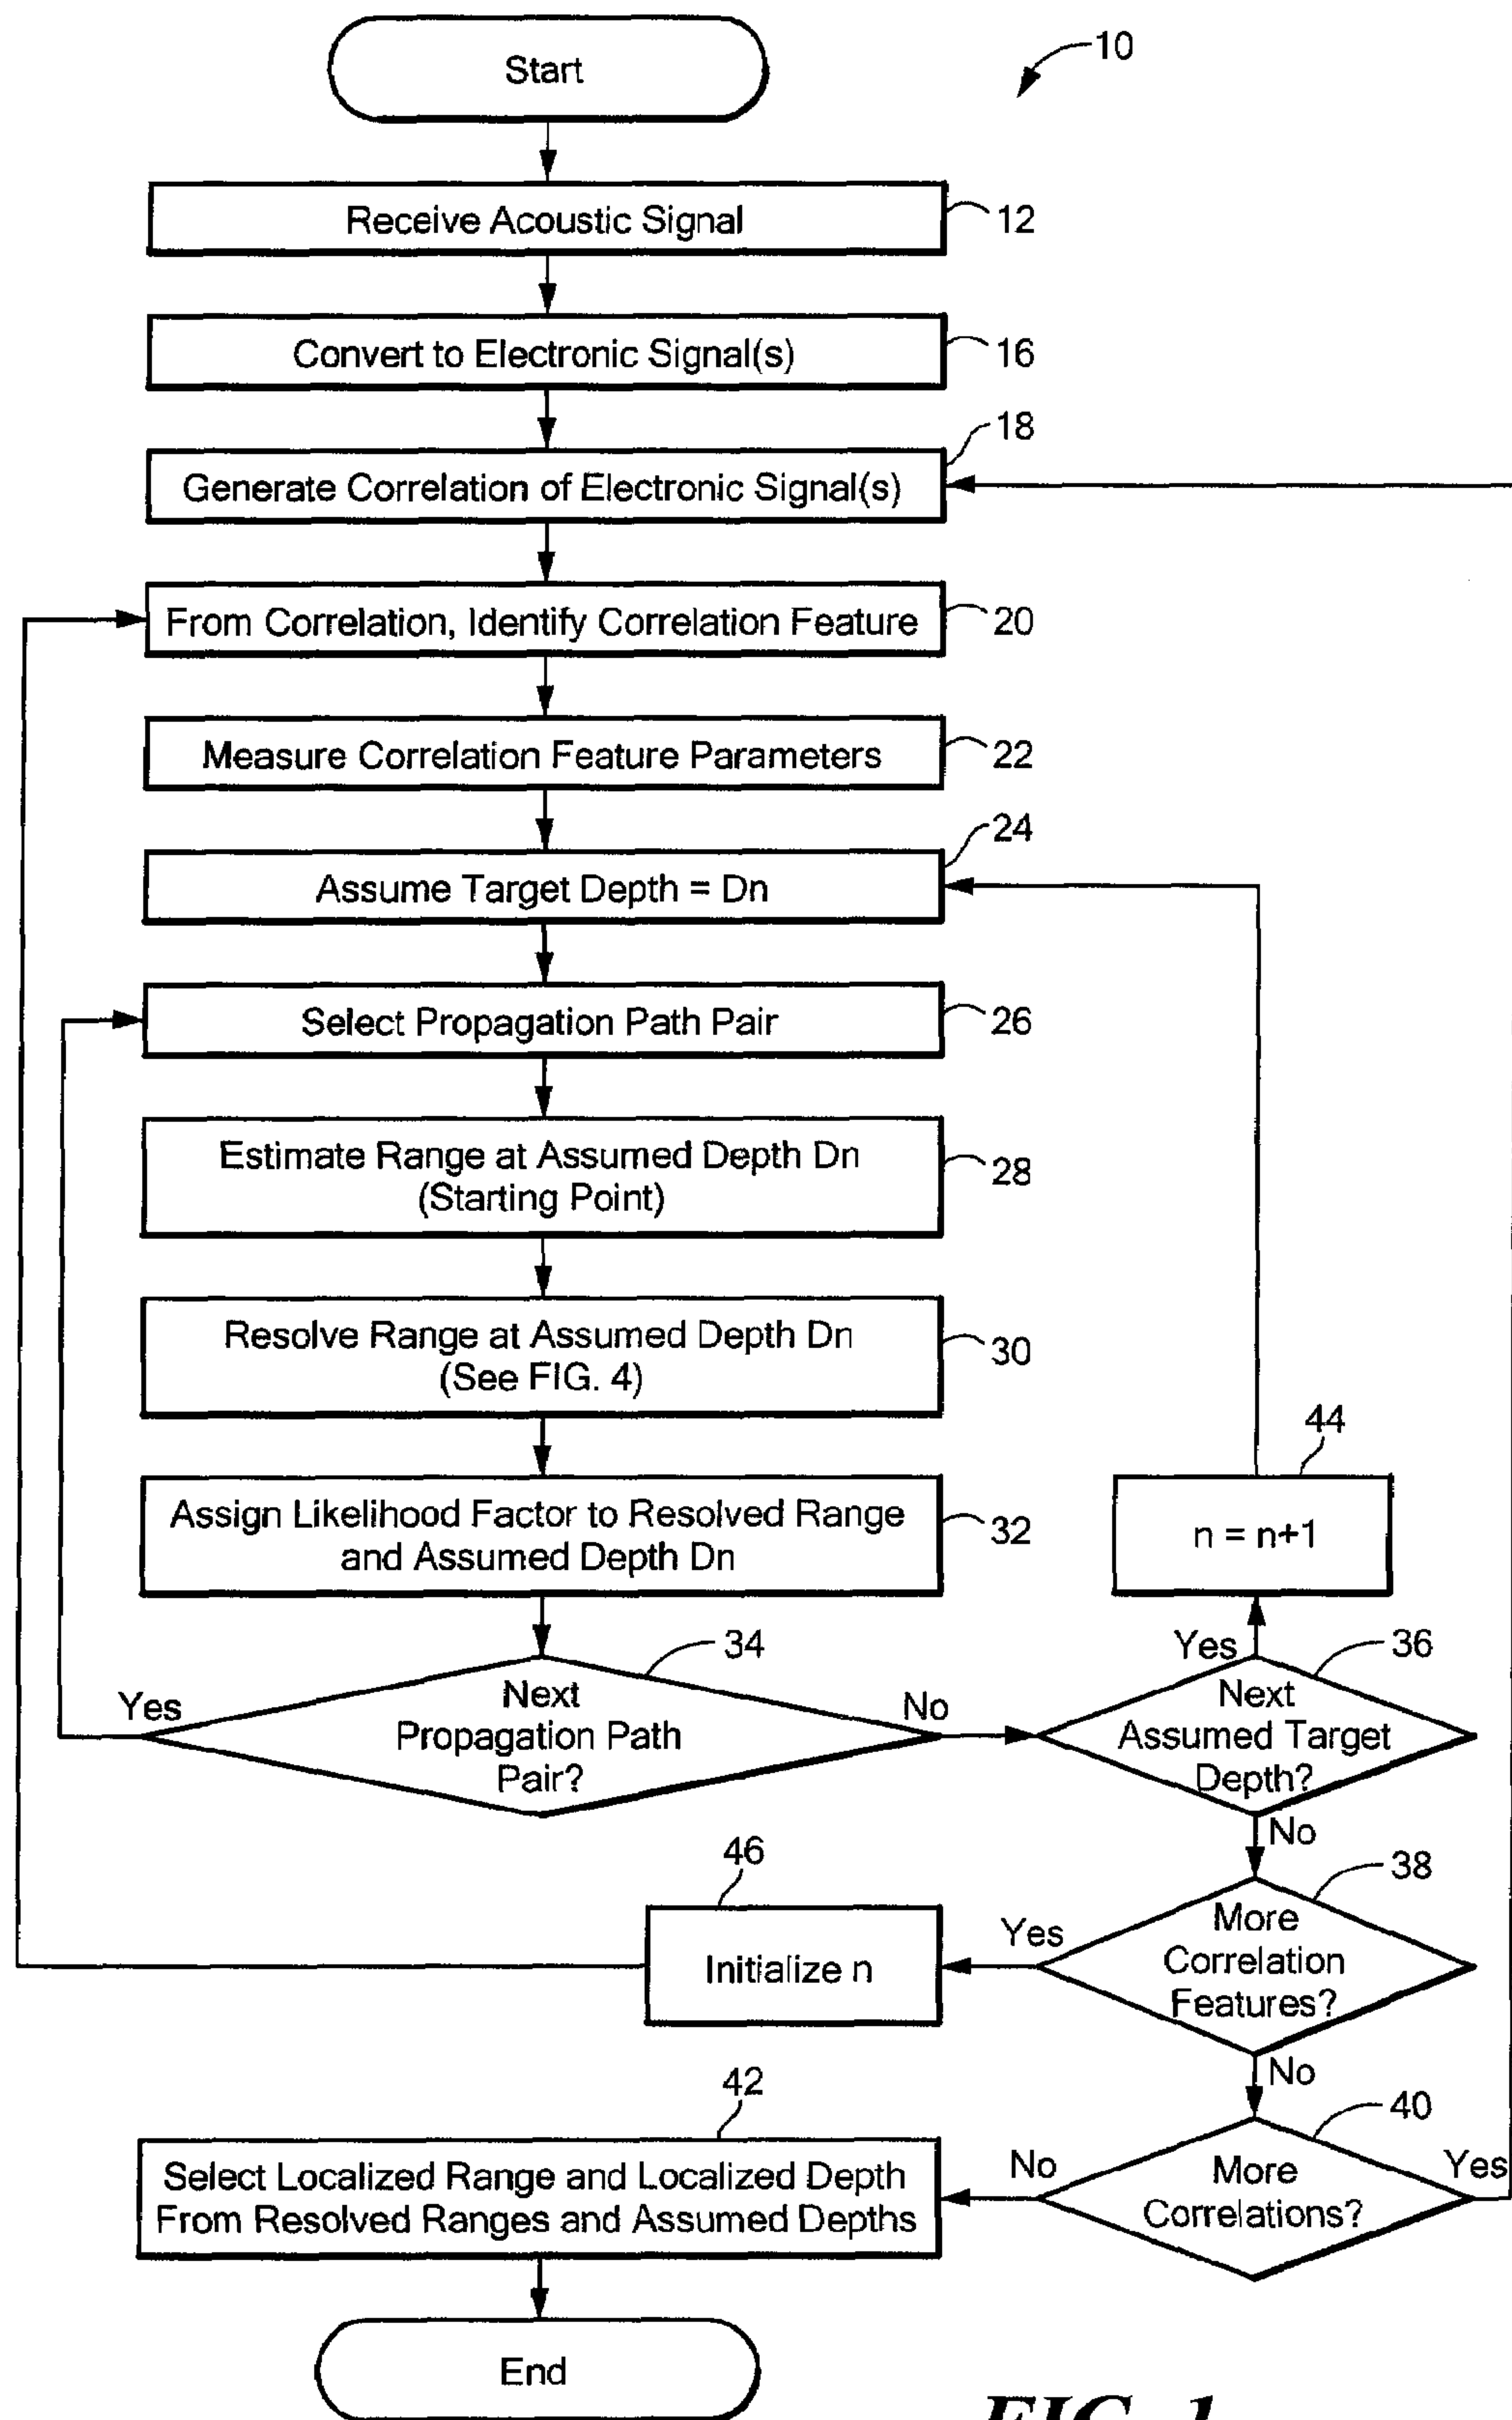 Start
10
Receive Acoustic Signal
12
Convert to Electronic Signal(s)
16
18
Generate Correlation of Electronic Signal(s)
From Correlation, Identify Correlation Feature
20
Measure Correlation Feature Parameters
22
24
Assume Target Depth = Dn
Select Propagation Path Pair
26
Estimate Range at Assumed Depth Dn
(Starting Point)
28
Resolve Range at Assumed Depth Dn
(See FIG. 4)
30
Assign Likelihood Factor to Resolved Range
and Assumed Depth Dn
32
44
n = n+1
34
Yes
Next
Propagation Path
Pair?
No
Yes
36
Next
Assumed Target
Depth?
No
46
Initialize n
38
Yes
More
Correlation
Features?
No
42
Select Localized Range and Localized Depth
From Resolved Ranges and Assumed Depths
40
No
More
Correlations?
Yes
End
FIG. 1